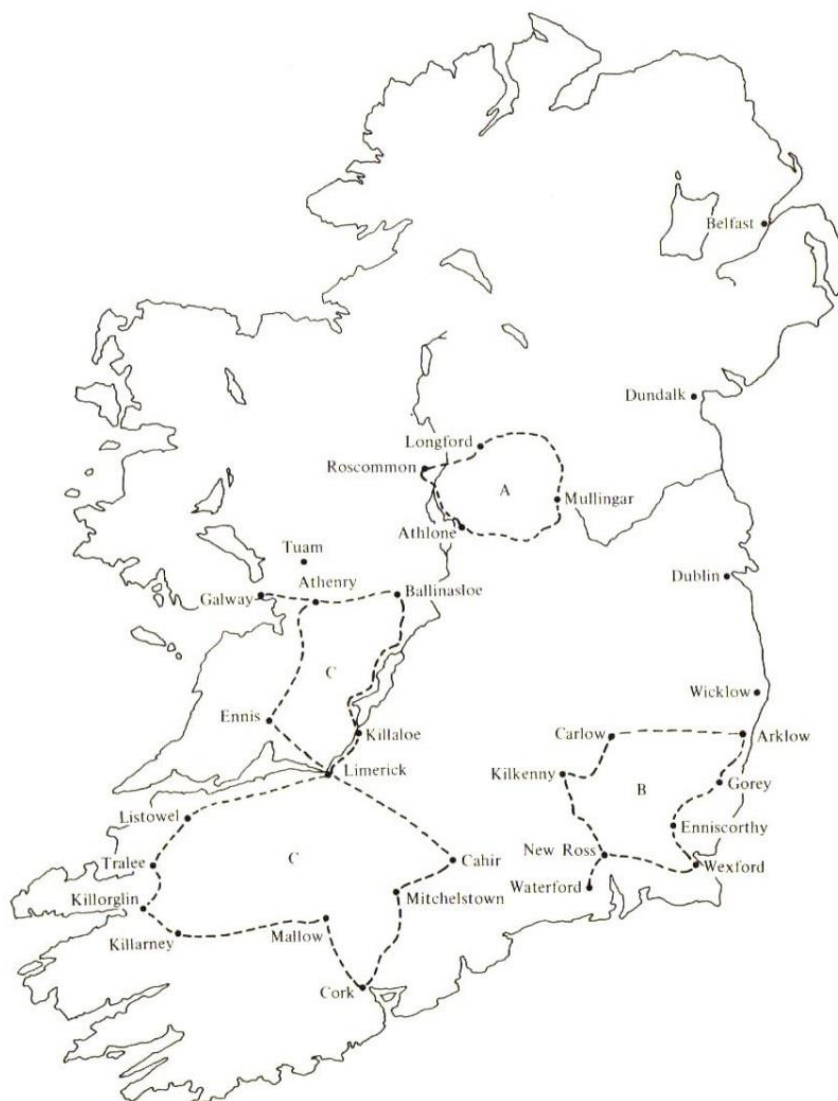 Belfast
Dundalk
Longford
Roscommon
A
Mullingar
Athlone
Tuam
Dublin
Athenry
Galway
Ballinasloe
C
Wicklow
Ennis
Killaloe
Carlow
Arklow
Limerick
Kilkenny
Gorey
B
Listowel
Enniscorthy
New Ross
C
Cahir
Tralee
Wexford
Waterford
Mitchelstown
Killorglin
Mallow
Killarney
Cork